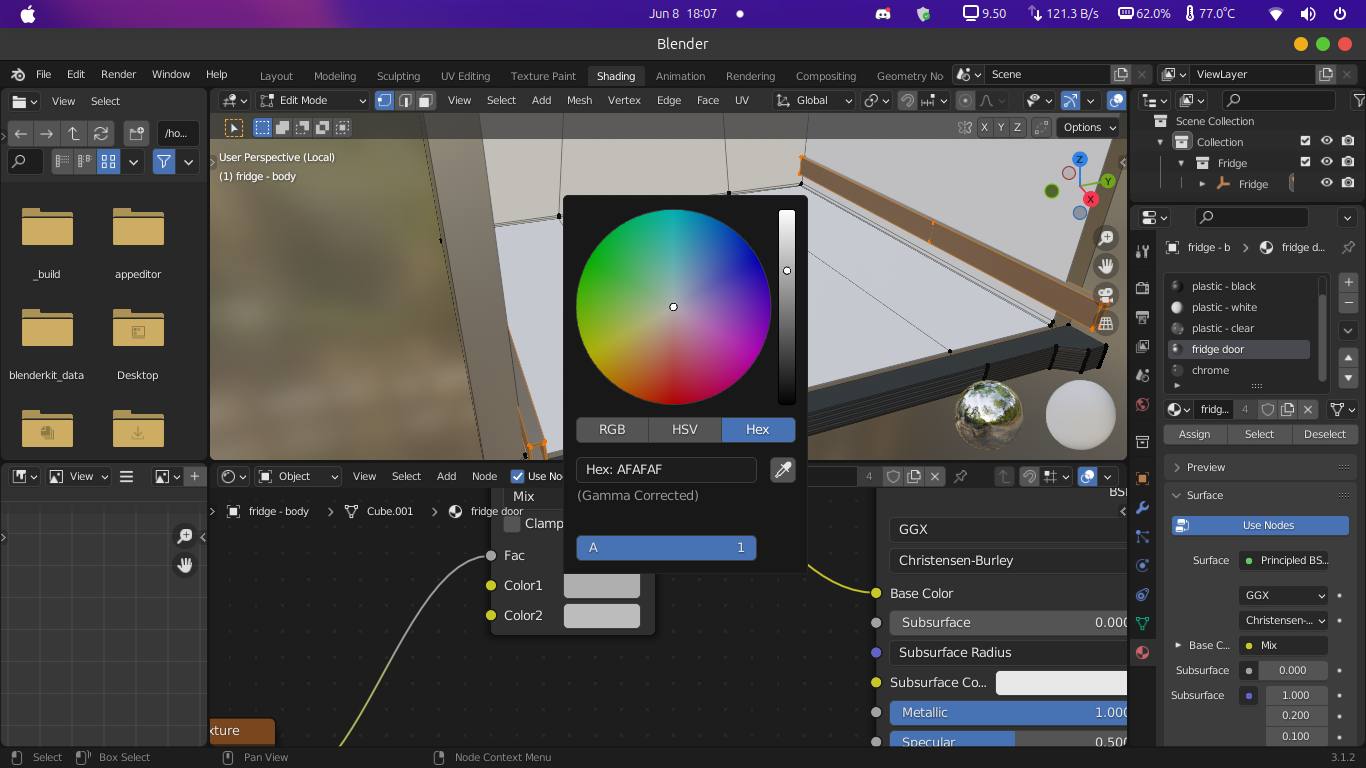 Jun 8 18:07
9.50
121.3 B/s
62.0%
77.0°C
Blender
File Edit Render Window Help
Layout Modeling Sculpting UV Editing Texture Paint Shading Animation Rendering Compositing Geometry No
Scene
ViewLayer
View Select
Edit Mode
View Select Add Mesh Vertex Edge Face UV
Global
/ho...
X Y Z
Options
User Perspective (Local)
(1) fridge - body
Z
Y
X
Scene Collection
Collection
Fridge
Fridge
_build
appeditor
blenderkit_data
Desktop
fridge - b
fridge d...
plastic - black
plastic - white
plastic - clear
fridge door
chrome
fridg...
4
Assign Select Deselect
Preview
Surface
Use Nodes
Surface
Principled BS...
GGX
Christensen-...
Base C...
Mix
Subsurface
0.000
Subsurface
1.000
0.200
0.100
RGB HSV Hex
Hex: AFAFAF
(Gamma Corrected)
A 1
View
Object
View Select Add Node
Use No
4
fridge - body
Cube.001
fridge door
Mix
Clamp
Fac
Color1
Color2
BS
GGX
Christensen-Burley
Base Color
Subsurface 0.000
Subsurface Radius
Subsurface Co...
Metallic 1.000
Specular 0.500
xture
Select
Box Select
Pan View
Node Context Menu
3.1.2